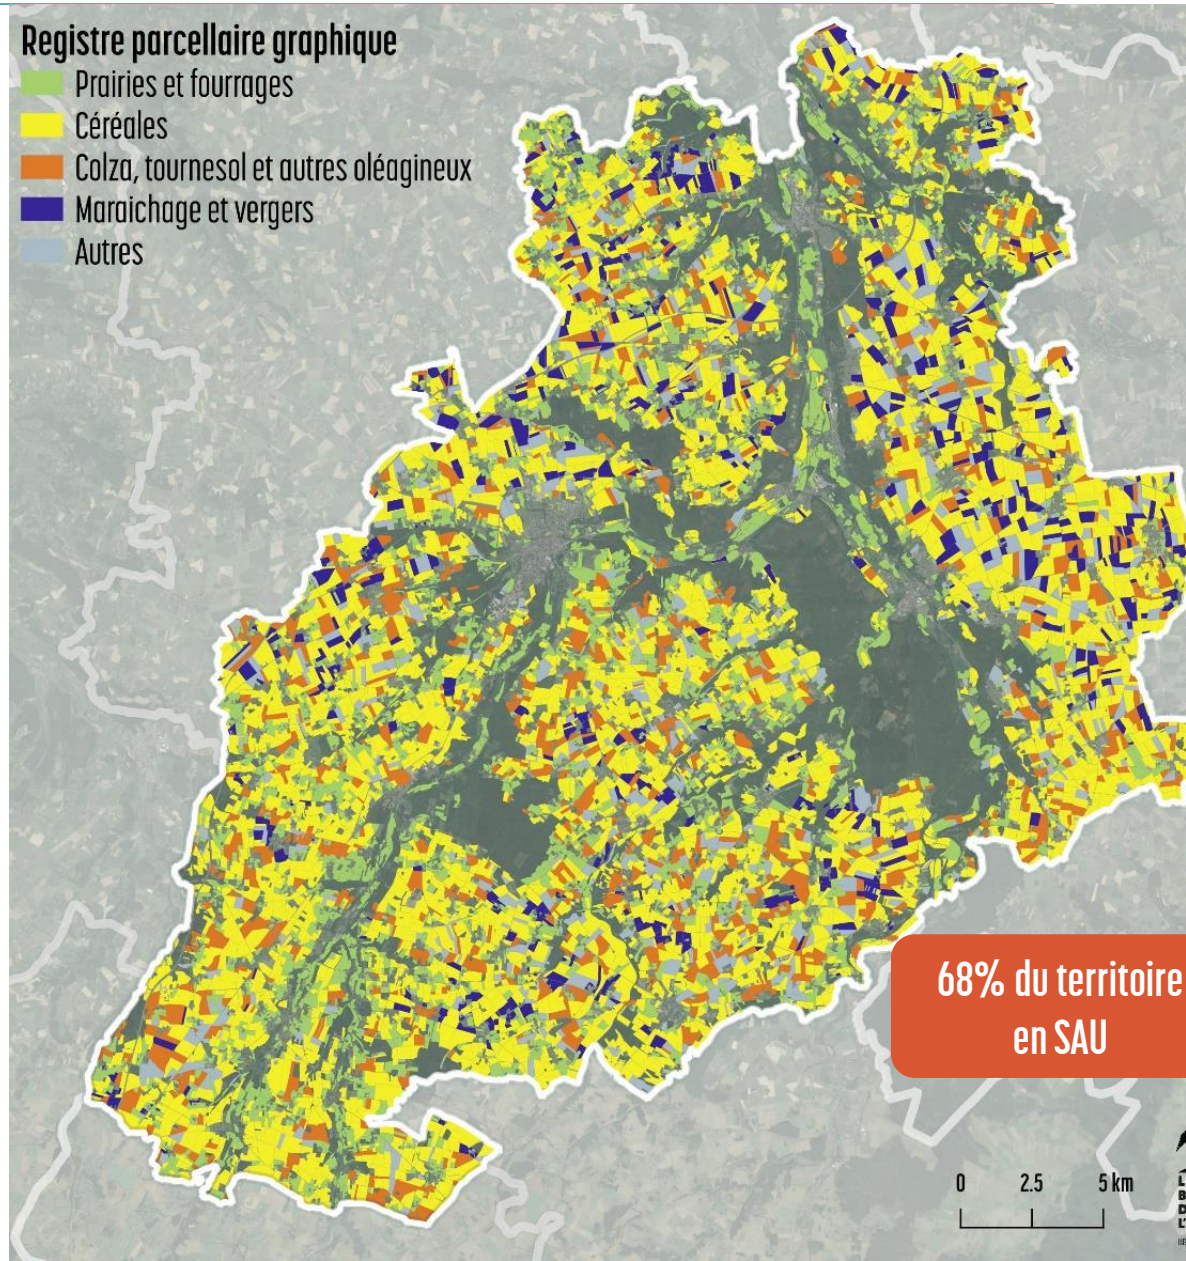 Registre parcellaire graphique
Prairies et fourrages
Céréales
Colza, tournesol et autres oléagineux
Maraichage et vergers
Autres
68% du territoire
en SAU
0 2.5 5 km